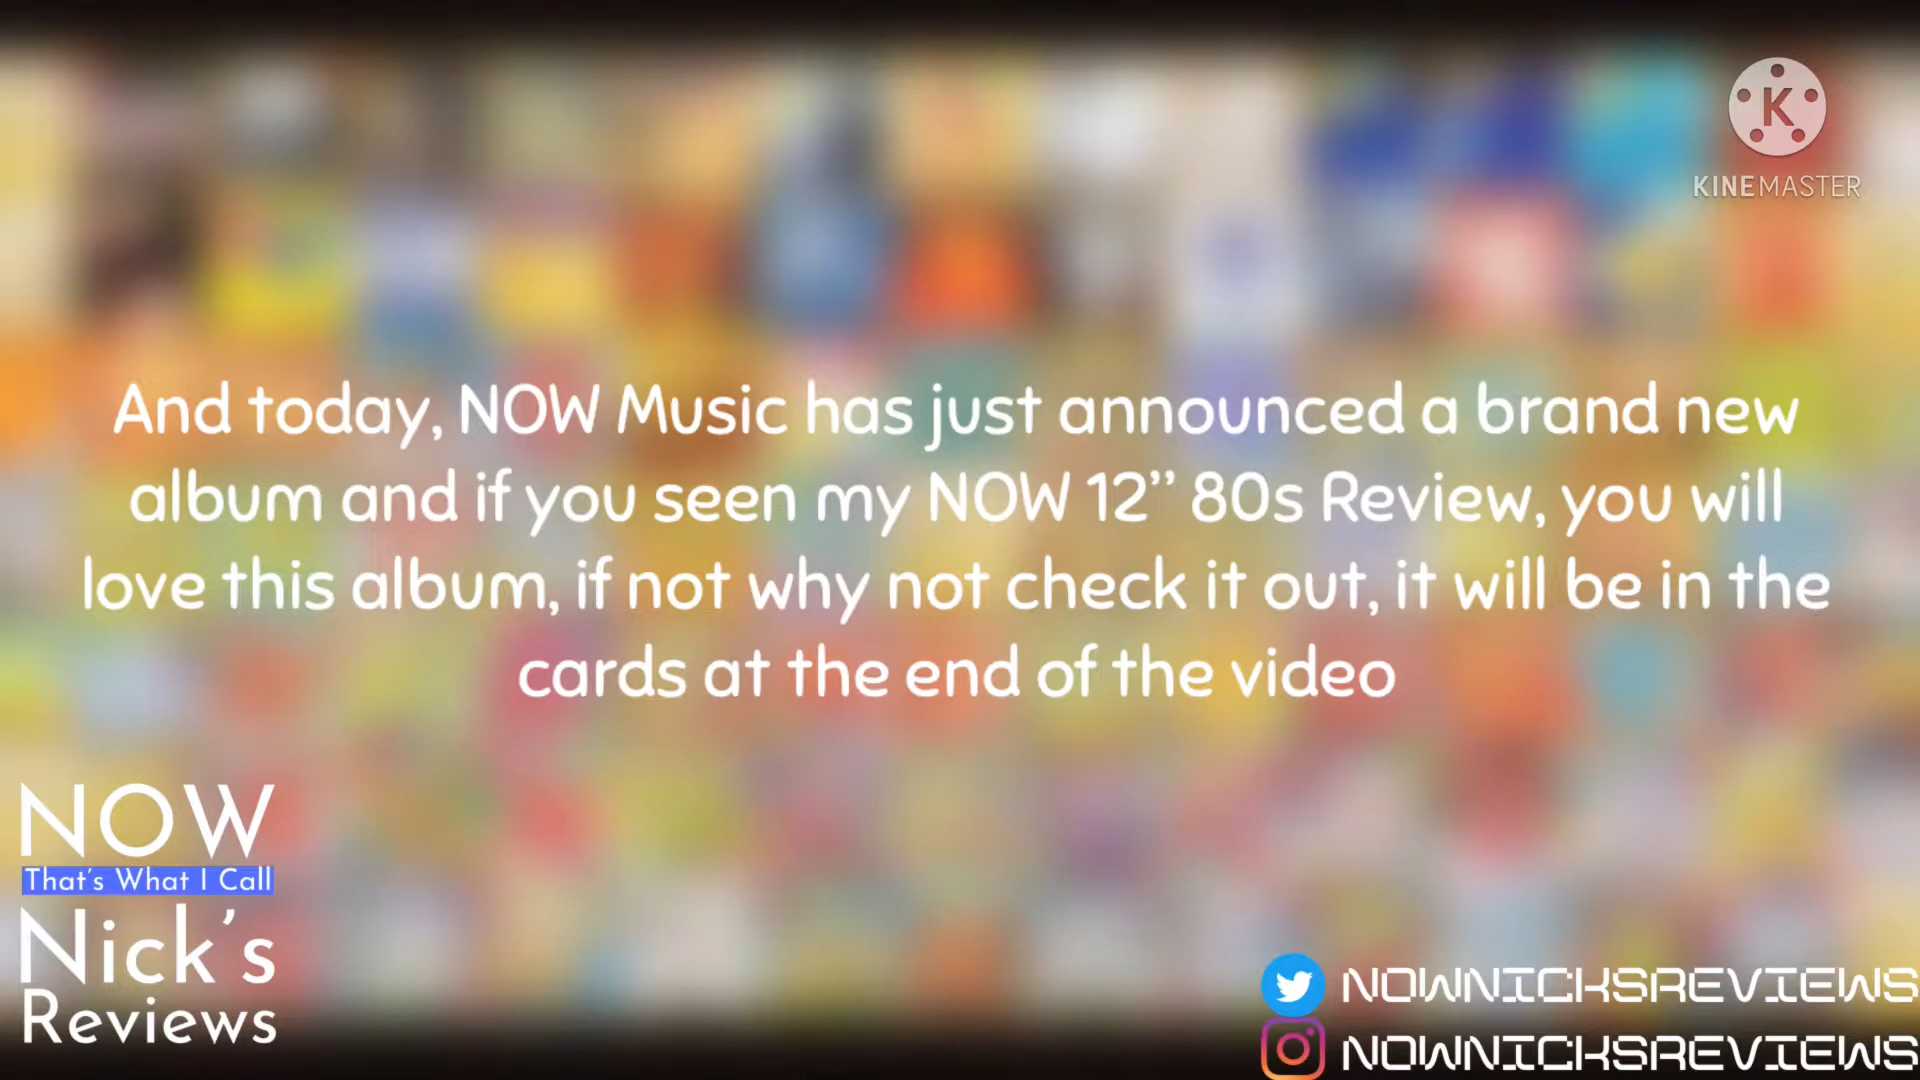 K
KINEMASTER
And today, NOW Music has just announced a brand new
album and if you seen my NOW 12” 80s Review, you will
love this album, if not why not check it out, it will be in the
cards at the end of the video
NOW
That's What I Call
Nick's
Reviews
NOWNICKSREVIEWS
NOWNICKSREVIEWS